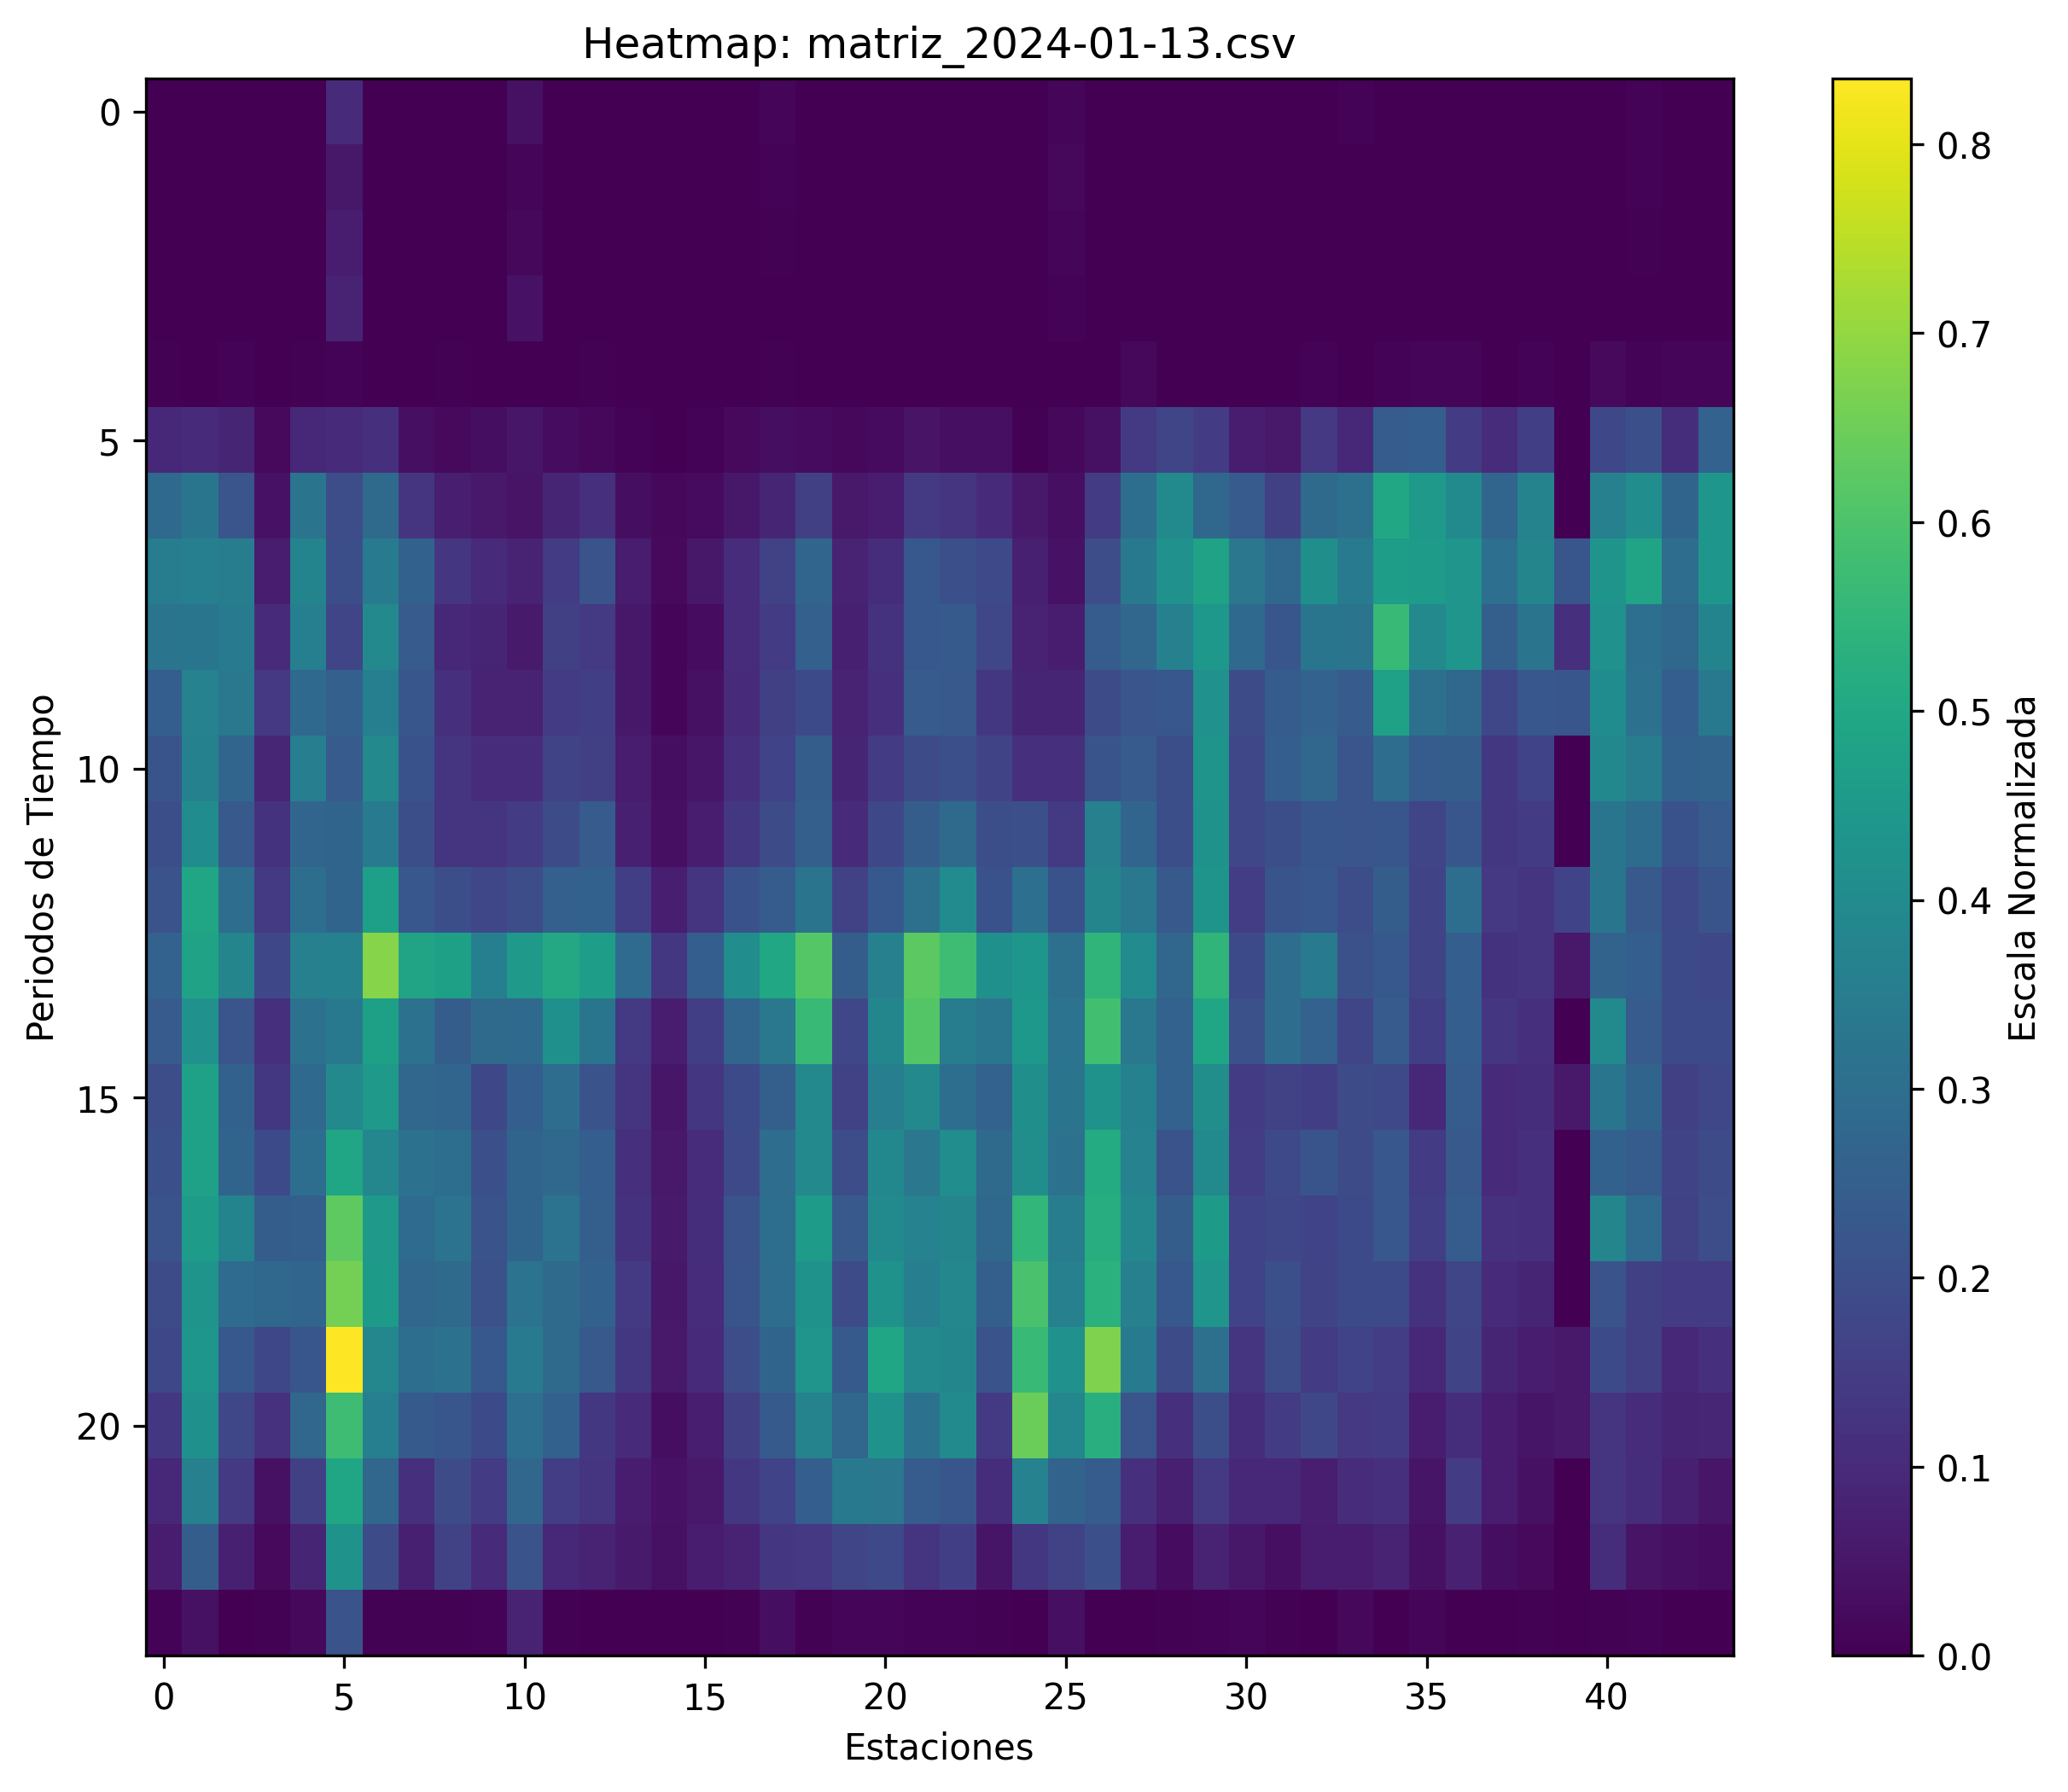 Heatmap: matriz_2024-01-13.csv
Periodos de Tiempo
0
5
10
15
20
0 5 10 15 20 25 30 35 40
Estaciones
0.8
0.7
0.6
0.5
0.4
0.3
0.2
0.1
0.0
Escala Normalizada